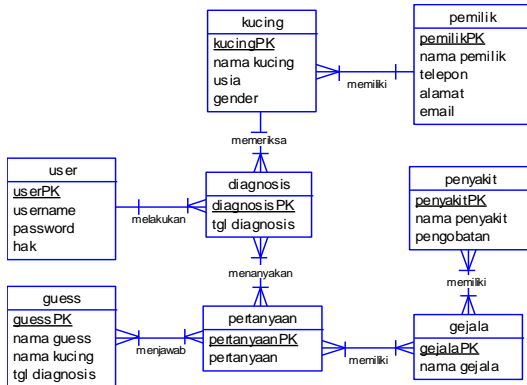 kucing
kucingPK
nama kucing
usia
gender
memiliki
pemilik
pemilikPK
nama pemilik
telepon
alamat
email
memeriksa
user
userPK
username
password
hak
melakukan
diagnosis
diagnosisPK
tgl diagnosis
penyakit
penyakitPK
nama penyakit
pengobatan
menanyakan
memiliki
guess
guessPK
nama guess
nama kucing
tgl diagnosis
menjawab
pertanyaan
pertanyaanPK
pertanyaan
memiliki
gejala
gejalaPK
nama gejala